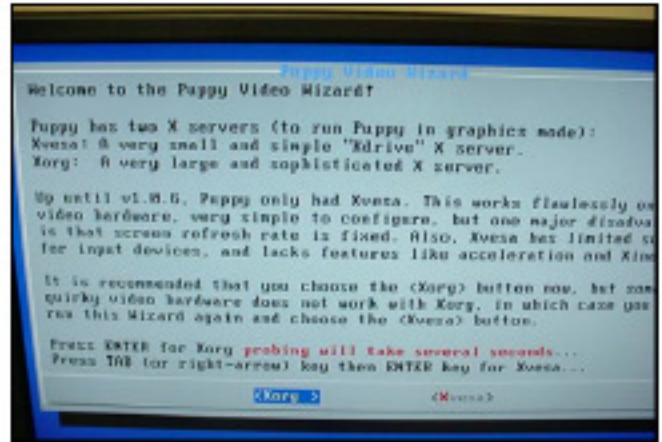 Puppy Video Wizard
Welcome to the Puppy Video Wizard!
Puppy has two X servers (to run Puppy in graphics mode):
Xvesa: A very small and simple "Kdrive" X server.
Xorg: A very large and sophisticated X server.
Up until v1.0.6, Puppy only had Xvesa. This works flawlessly on
video hardware, very simple to configure, but one major disadva
is that screen refresh rate is fixed. Also, Xvesa has limited su
for input devices, and lacks features like acceleration and Xine
It is recommended that you choose the <Xorg> button now, but some
quirky video hardware does not work with Xorg, in which case you
run this Wizard again and choose the <Xvesa> button.
Press ENTER for Xorg probing will take several seconds...
Press TAB (or right-arrow) key then ENTER key for Xvesa...
<Xorg > <Xvesa>